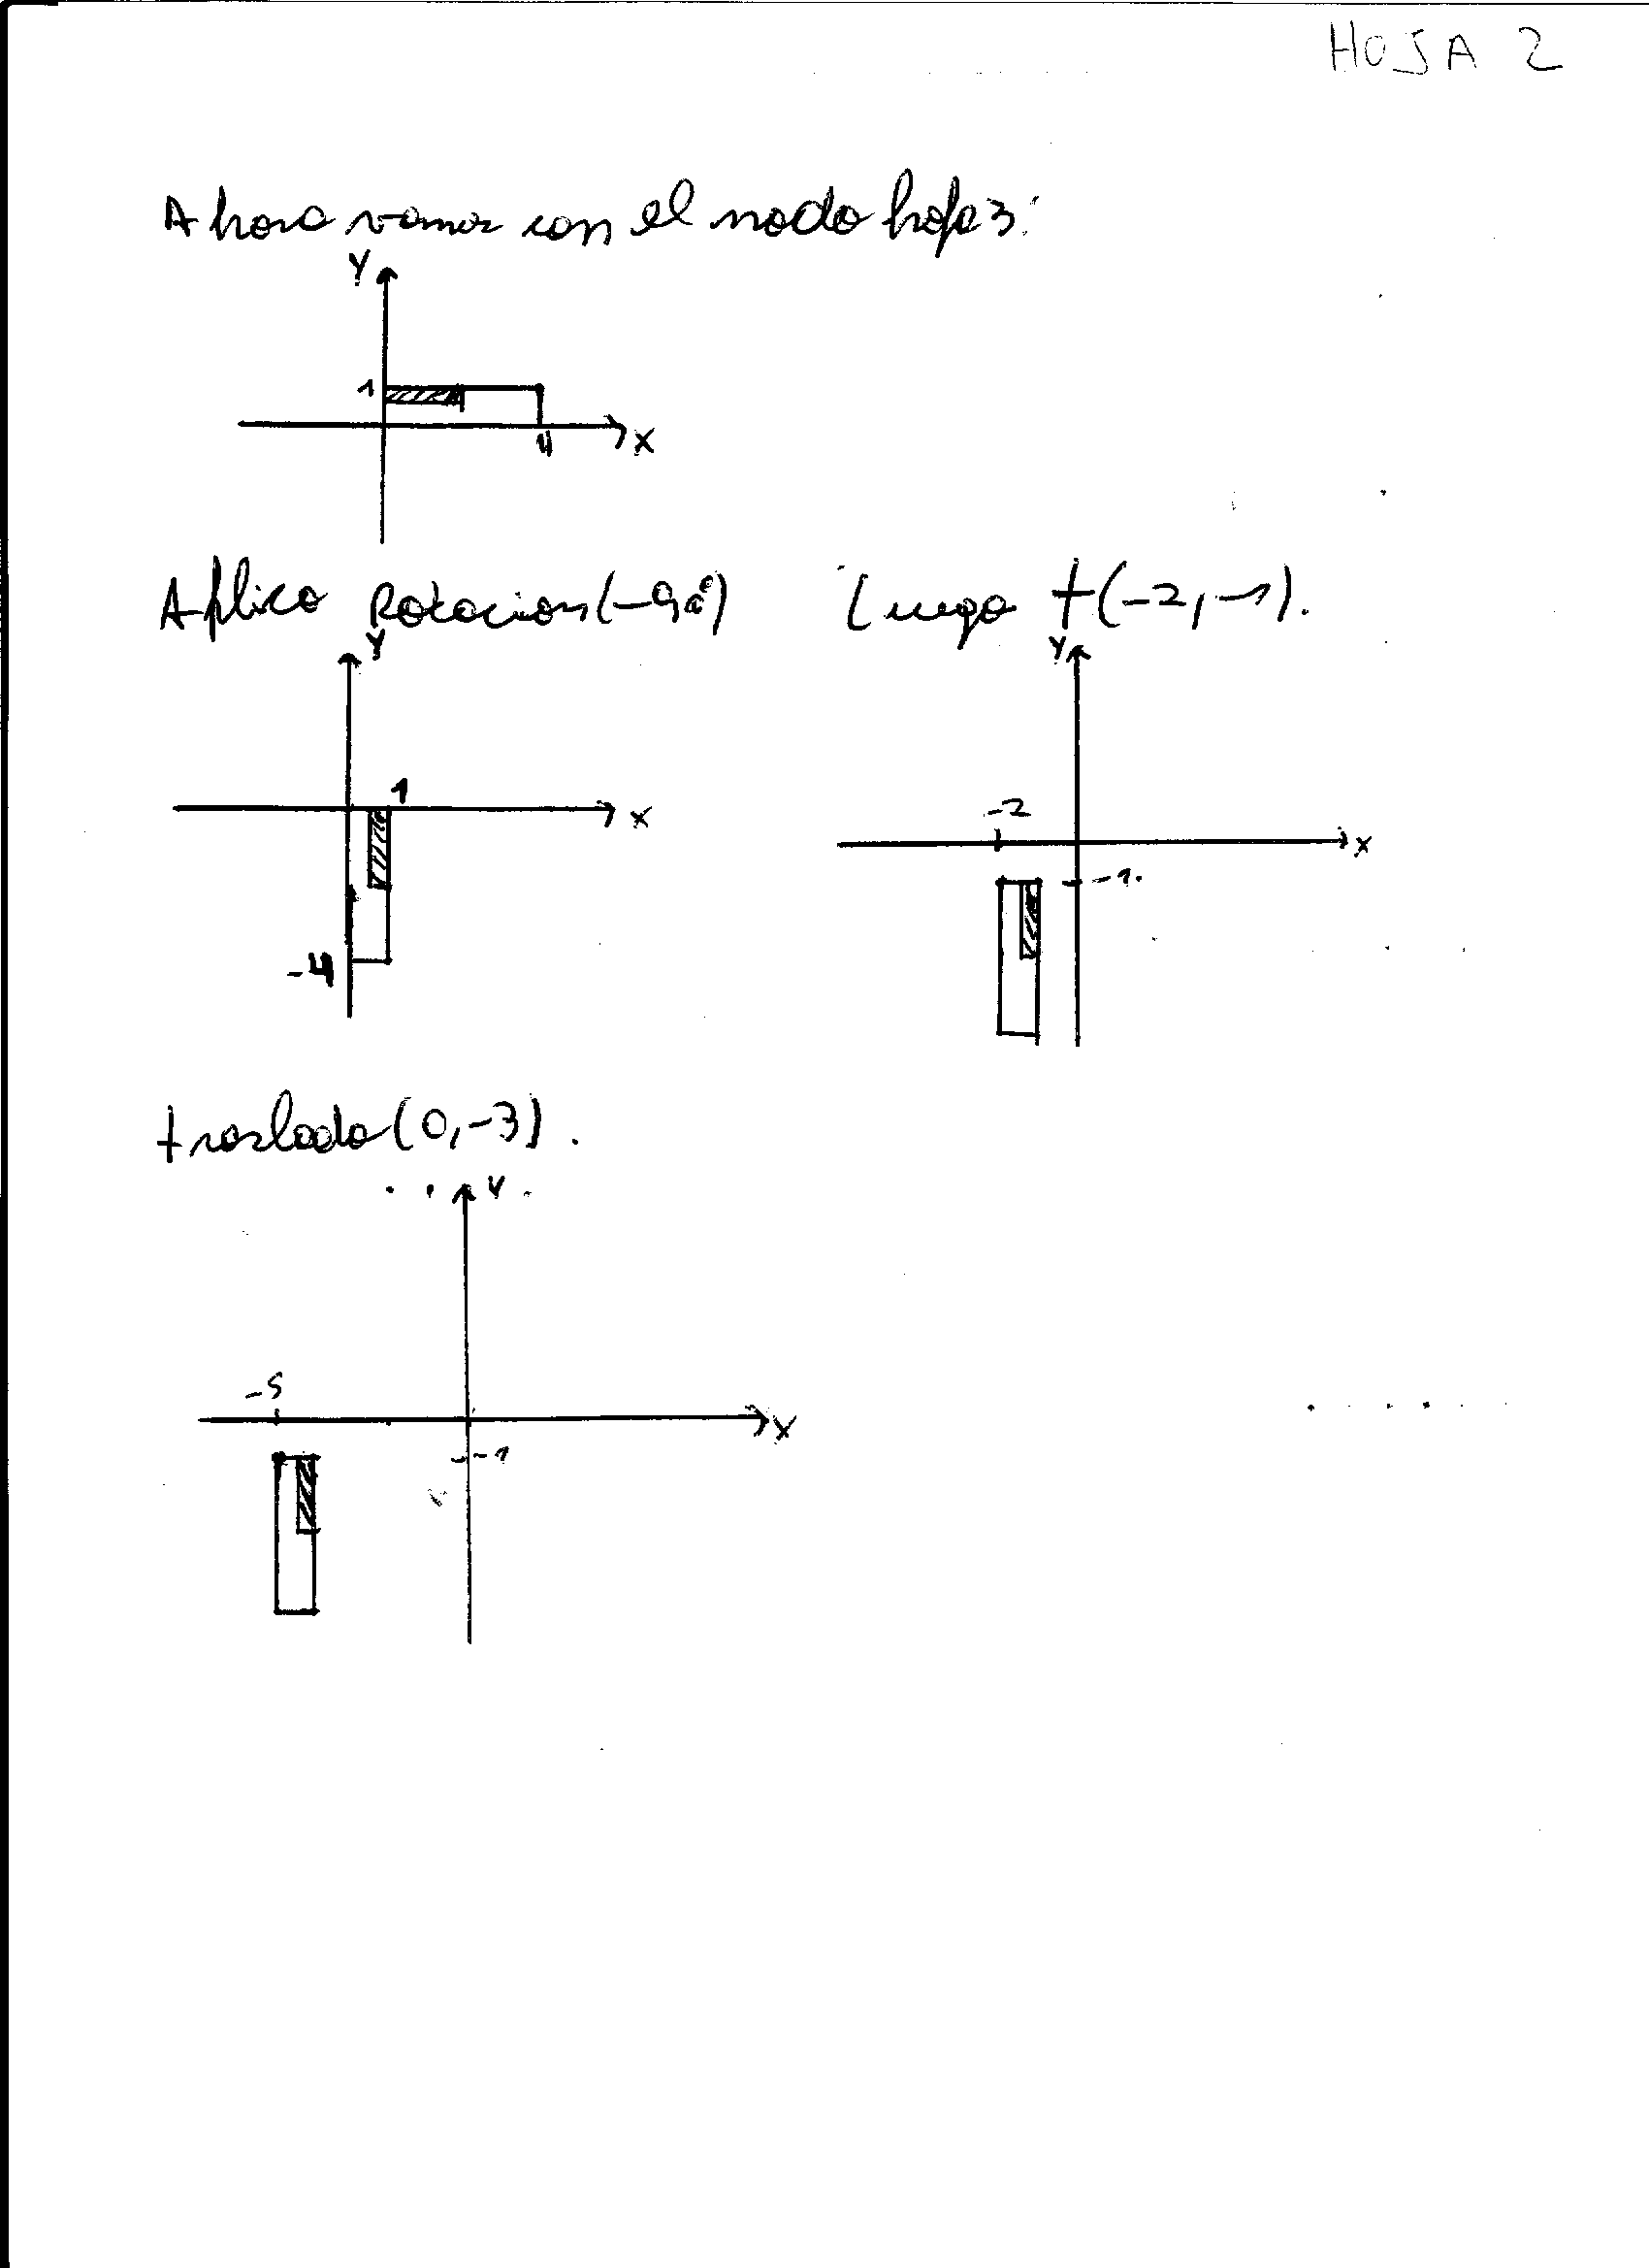 HOJA 2
Ahora vamos con el nodo hoja 3:
Y
1
4
X
Aplico Rotacion(-90°)
Luego t(-2,-1).
Y
1
X
-4
Y
-2
X
-1.
traslado(0,-3).
Y.
-5
X
-1